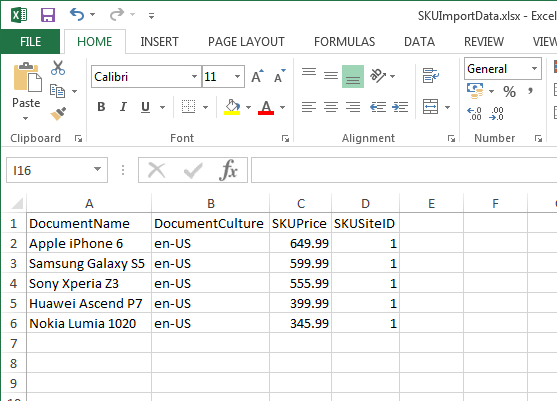 SKUImportData.xlsx - Excel
FILE HOME INSERT PAGE LAYOUT FORMULAS DATA REVIEW VIEW
Paste Calibri 11 A A General
B I U A % ,
.0 .00 .00 .0
Clipboard Font Alignment Number
I16 fx
A B C D E F
1 DocumentName DocumentCulture SKUPrice SKUSiteID
2 Apple iPhone 6 en-US 649.99 1
3 Samsung Galaxy S5 en-US 599.99 1
4 Sony Xperia Z3 en-US 555.99 1
5 Huawei Ascend P7 en-US 399.99 1
6 Nokia Lumia 1020 en-US 345.99 1
7
8
9
10